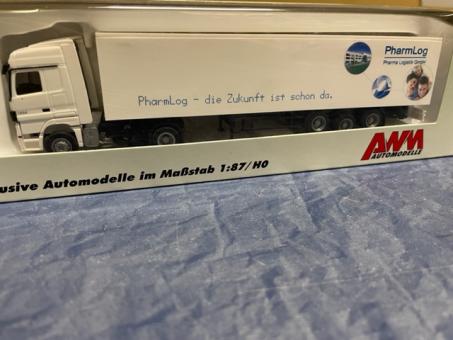 PharmLog
Pharma Logistik GmbH
PharmLog - die Zukunft ist schon da.
AWM
AUTOMODELLE
usive Automodelle im Maßstab 1:87/H0